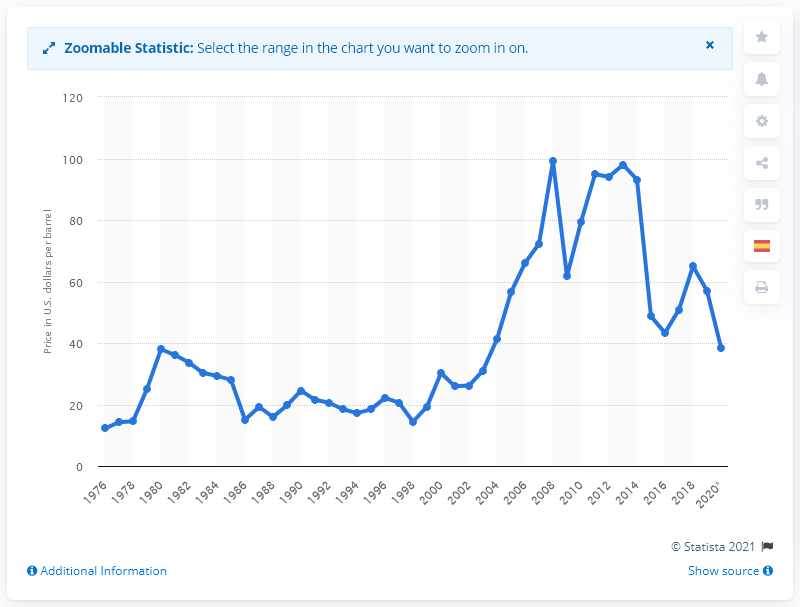 Zoomable Statistic: Select the range in the chart you want to zoom in on. ×
120
100
80
60
40
20
0
Price in U.S. dollars per barrel
1976 1978 1980 1982 1984 1986 1988 1990 1992 1994 1996 1998 2000 2002 2004 2006 2008 2010 2012 2014 2016 2018 2020*
© Statista 2021
Additional Information Show source